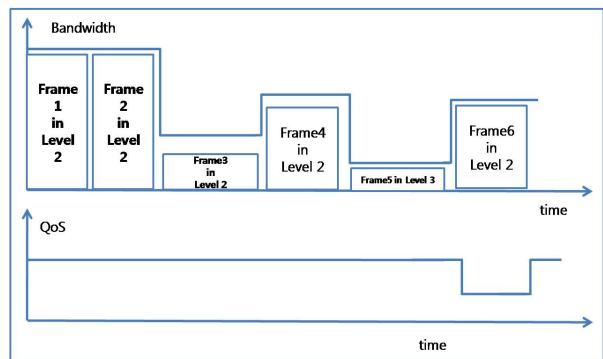 Bandwidth
Frame
1
in
Level
2
Frame
2
in
Level
2
Frame3
in
Level 2
Frame4
in
Level 2
Frame5 in Level 3
Frame6
in
Level 2
time
QoS
time